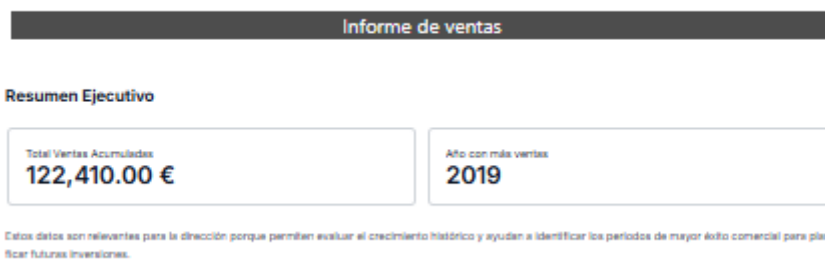 Informe de ventas
Resumen Ejecutivo
Total Ventas Acumuladas
122,410.00 €
Año con más ventas
2019
Estos datos son relevantes para la dirección porque permiten evaluar el crecimiento histórico y ayudan a identificar los periodos de mayor éxito comercial para plani
ficar futuras inversiones.